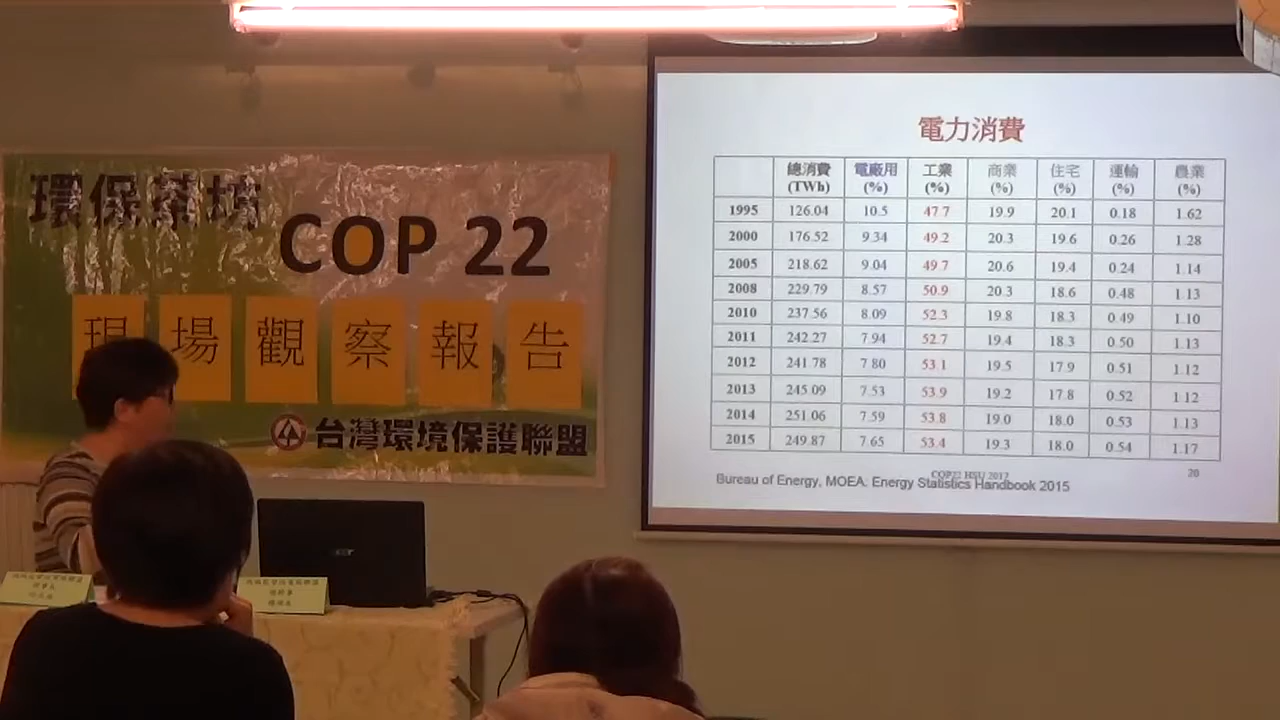 環保茶坊
COP 22
現場觀察報告
台灣環境保護聯盟
acer
電力消費
總消費 (TWh) 電廠用 (%) 工業 (%) 商業 (%) 住宅 (%) 運輸 (%) 農業 (%)
1995 126.04 10.5 47.7 19.9 20.1 0.18 1.62
2000 176.52 9.34 49.2 20.3 19.6 0.26 1.28
2005 218.62 9.04 49.7 20.6 19.4 0.24 1.14
2008 229.79 8.57 50.9 20.3 18.6 0.48 1.13
2010 237.56 8.09 52.3 19.8 18.3 0.49 1.10
2011 242.27 7.94 52.7 19.4 18.3 0.50 1.13
2012 241.78 7.80 53.1 19.5 17.9 0.51 1.12
2013 245.09 7.53 53.9 19.2 17.8 0.52 1.12
2014 251.06 7.59 53.8 19.0 18.0 0.53 1.13
2015 249.87 7.65 53.4 19.3 18.0 0.54 1.17
COP22 HSU 2017 20
Bureau of Energy, MOEA. Energy Statistics Handbook 2015